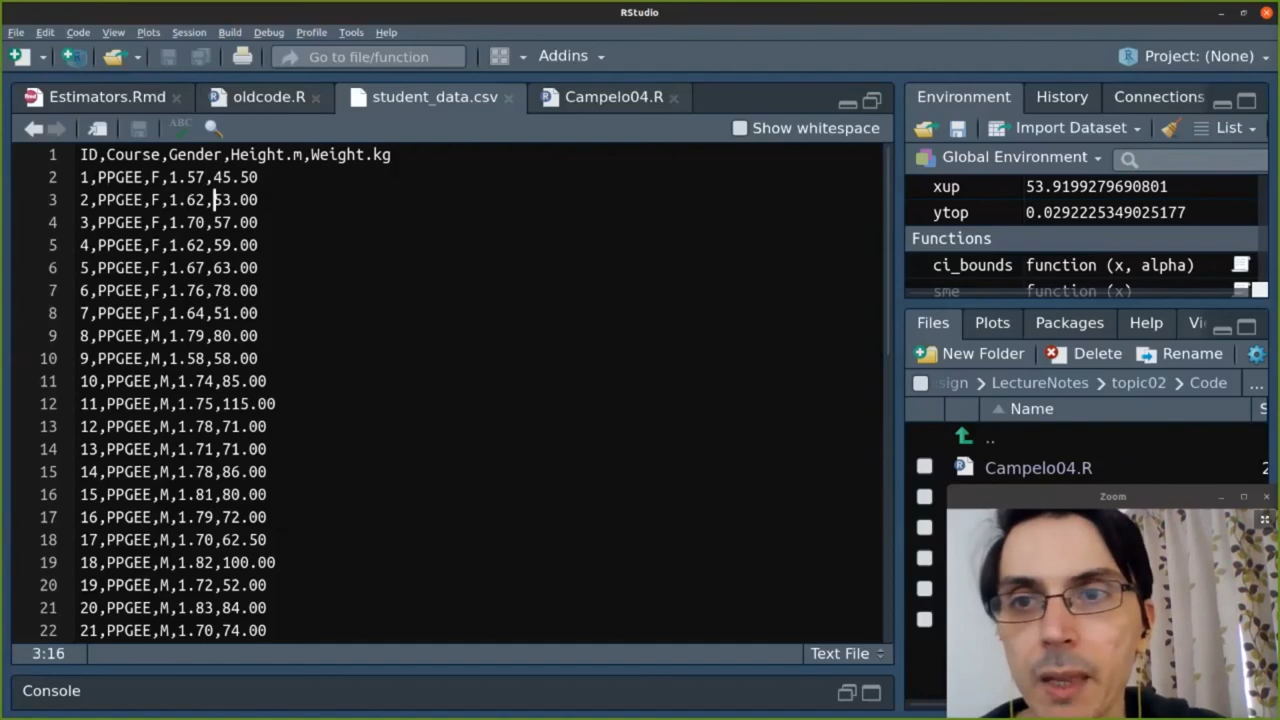 RStudio
File Edit Code View Plots Session Build Debug Profile Tools Help
Go to file/function Addins Project: (None)
Estimators.Rmd oldcode.R student_data.csv Campelo04.R
ABC Show whitespace
1 ID,Course,Gender,Height.m,Weight.kg
2 1,PPGEE,F,1.57,45.50
3 2,PPGEE,F,1.62,53.00
4 3,PPGEE,F,1.70,57.00
5 4,PPGEE,F,1.62,59.00
6 5,PPGEE,F,1.67,63.00
7 6,PPGEE,F,1.76,78.00
8 7,PPGEE,F,1.64,51.00
9 8,PPGEE,M,1.79,80.00
10 9,PPGEE,M,1.58,58.00
11 10,PPGEE,M,1.74,85.00
12 11,PPGEE,M,1.75,115.00
13 12,PPGEE,M,1.78,71.00
14 13,PPGEE,M,1.71,71.00
15 14,PPGEE,M,1.78,86.00
16 15,PPGEE,M,1.81,80.00
17 16,PPGEE,M,1.79,72.00
18 17,PPGEE,M,1.70,62.50
19 18,PPGEE,M,1.82,100.00
20 19,PPGEE,M,1.72,52.00
21 20,PPGEE,M,1.83,84.00
22 21,PPGEE,M,1.70,74.00
3:16 Text File
Console
Environment History Connections
Import Dataset List
Global Environment
xup 53.9199279690801
ytop 0.0292225349025177
Functions
ci_bounds function (x, alpha)
sme function (x)
Files Plots Packages Help Vi
New Folder Delete Rename
sign LectureNotes topic02 Code ...
Name S
..
Campelo04.R 2
Zoom